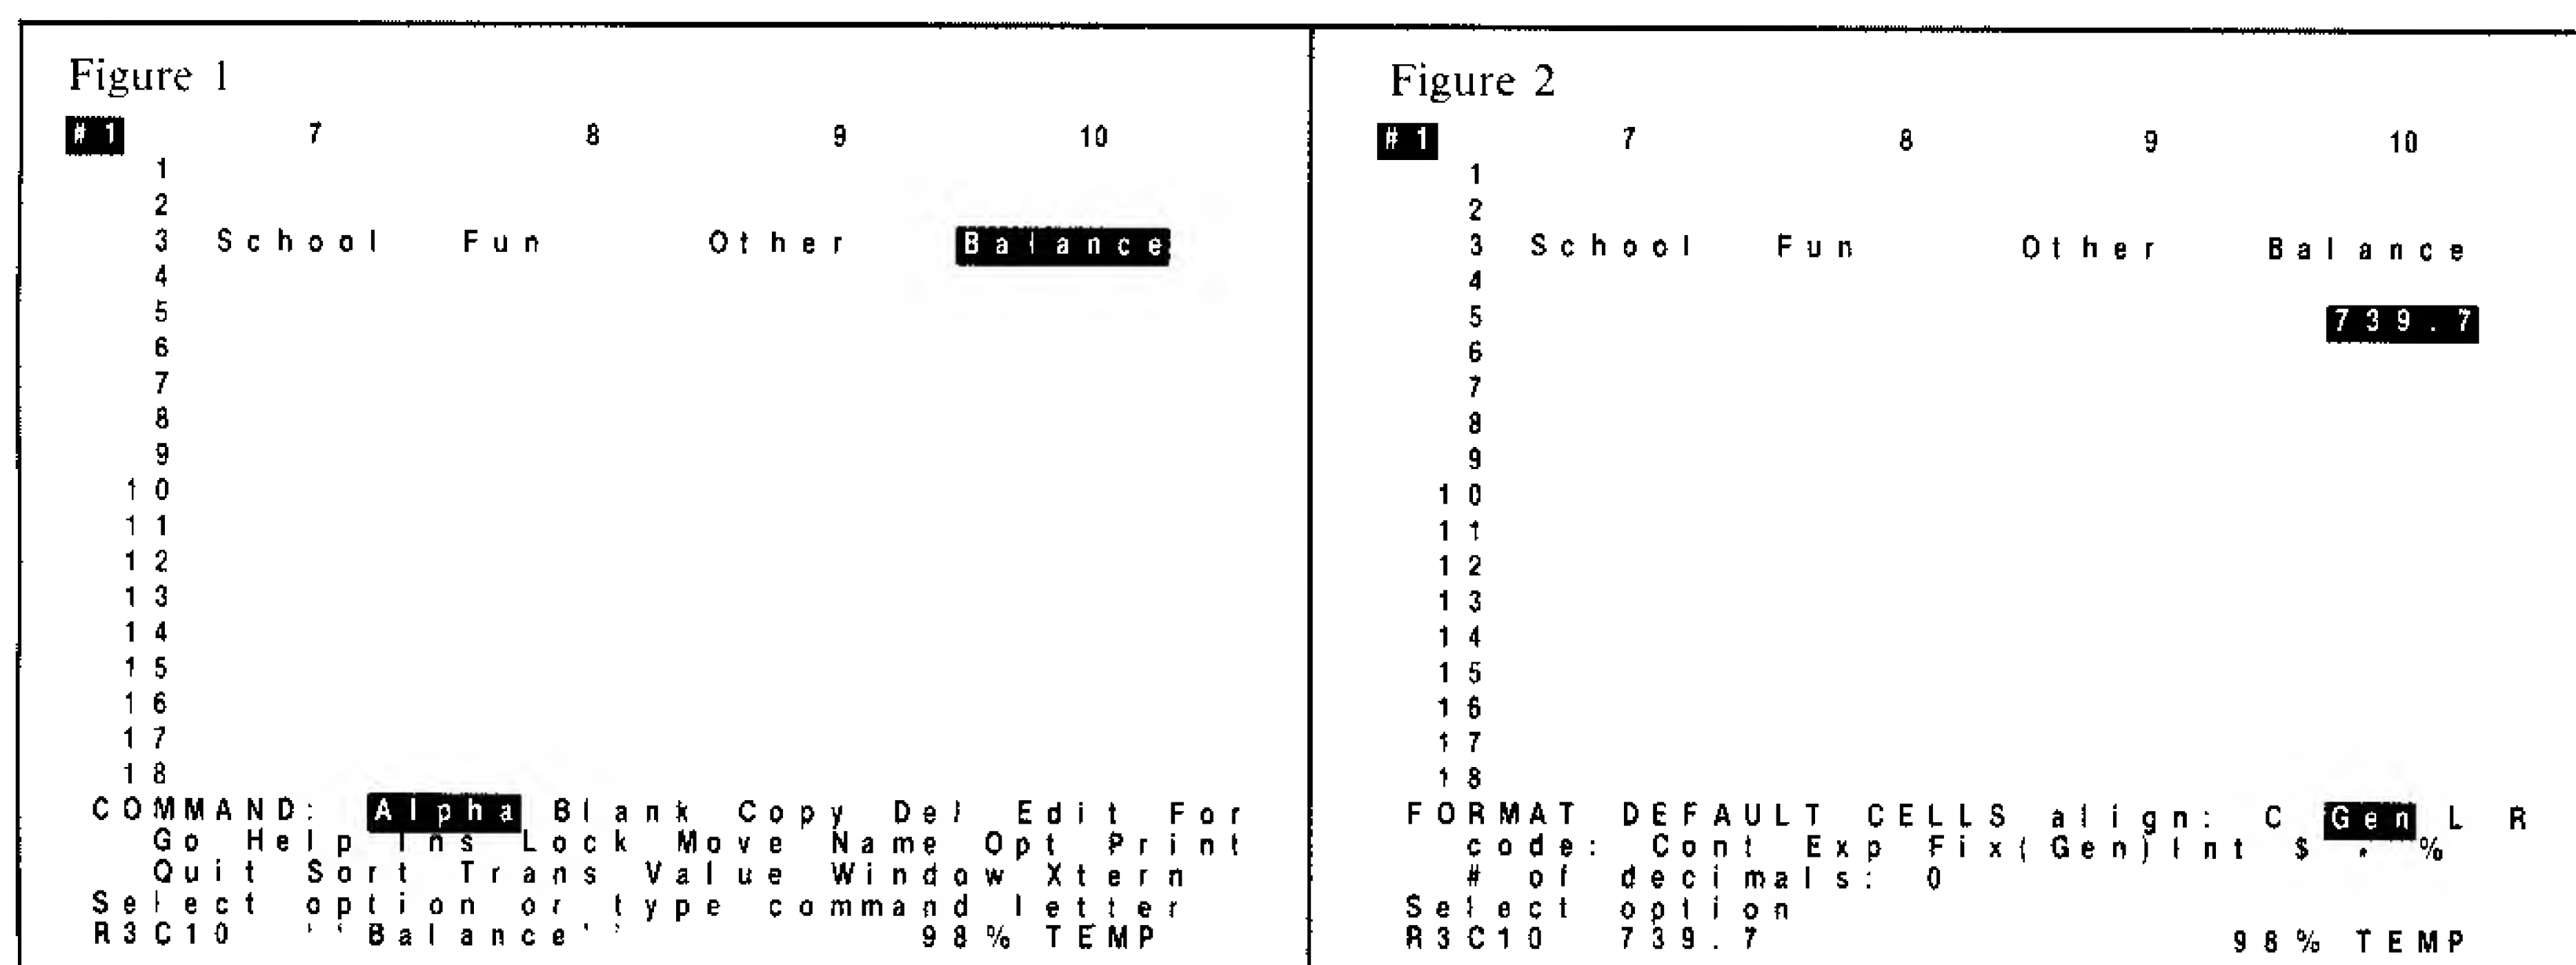 Figure 1
# 1 7 8 9 10
1
2
3 School Fun Other Balance
4
5
6
7
8
9
10
11
12
13
14
15
16
17
18
COMMAND: Alpha Blank Copy Del Edit For
Go Help Ins Lock Move Name Opt Print
Quit Sort Trans Value Window Xtern
Select option or type command letter
R3C10 ''Balance'' 98% TEMP
Figure 2
# 1 7 8 9 10
1
2
3 School Fun Other Balance
4
5 739.7
6
7
8
9
10
11
12
13
14
15
16
17
18
FORMAT DEFAULT CELLS align: C Gen L R
code: Cont Exp Fix(Gen)Int $ * %
# of decimals: 0
Select option
R3C10 739.7 98% TEMP